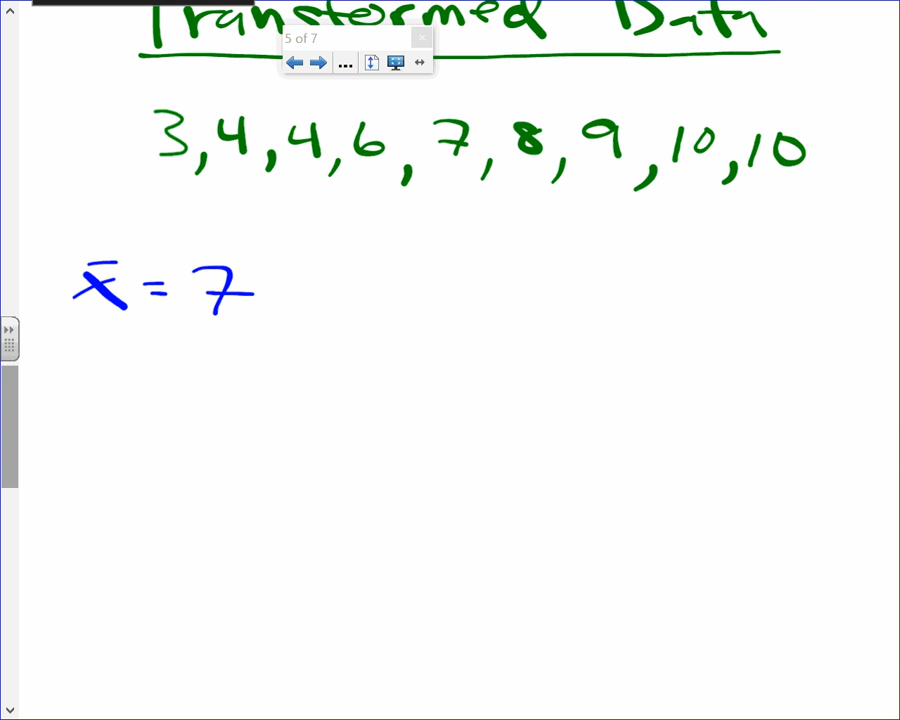 Transformed Data
5 of 7
3, 4, 4, 6, 7, 8, 9, 10, 10
x̄ = 7